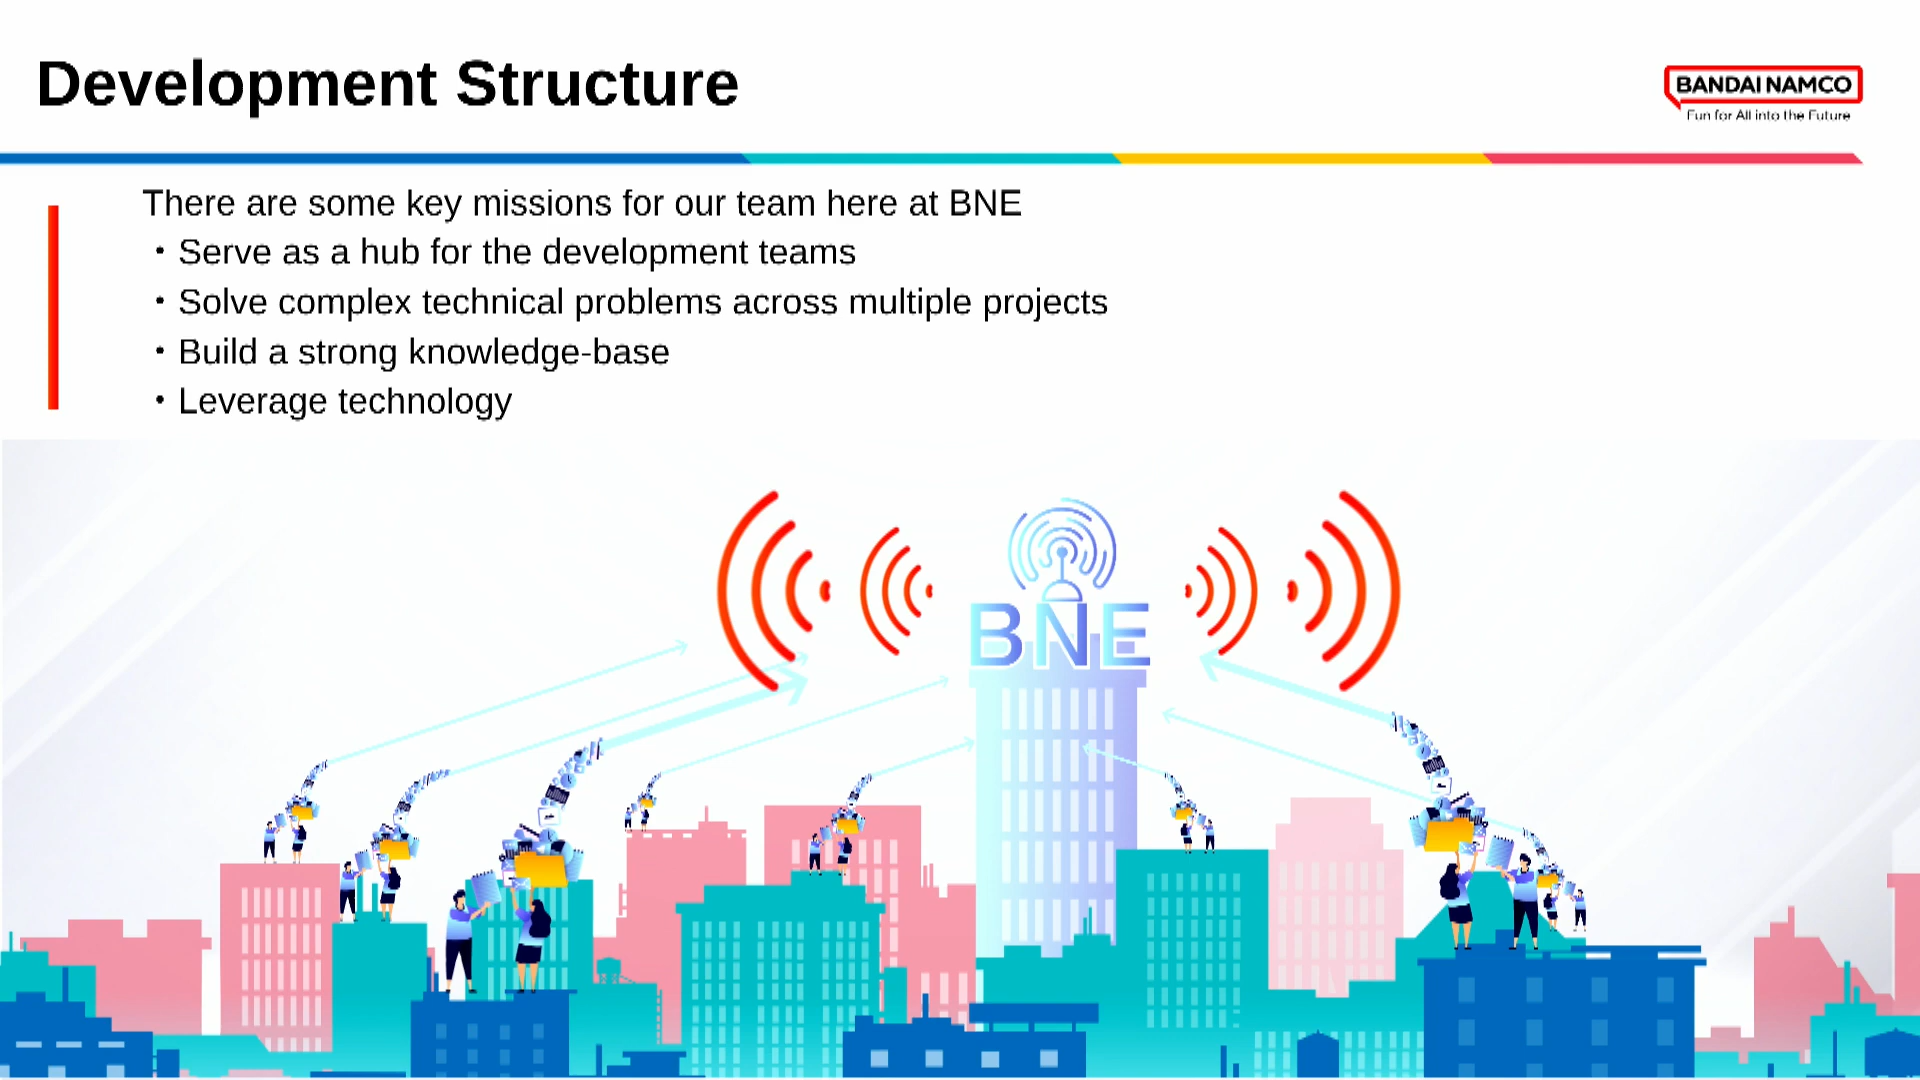 Development Structure
BANDAI NAMCO
Fun for All into the Future
There are some key missions for our team here at BNE
・Serve as a hub for the development teams
・Solve complex technical problems across multiple projects
・Build a strong knowledge-base
・Leverage technology
BNE